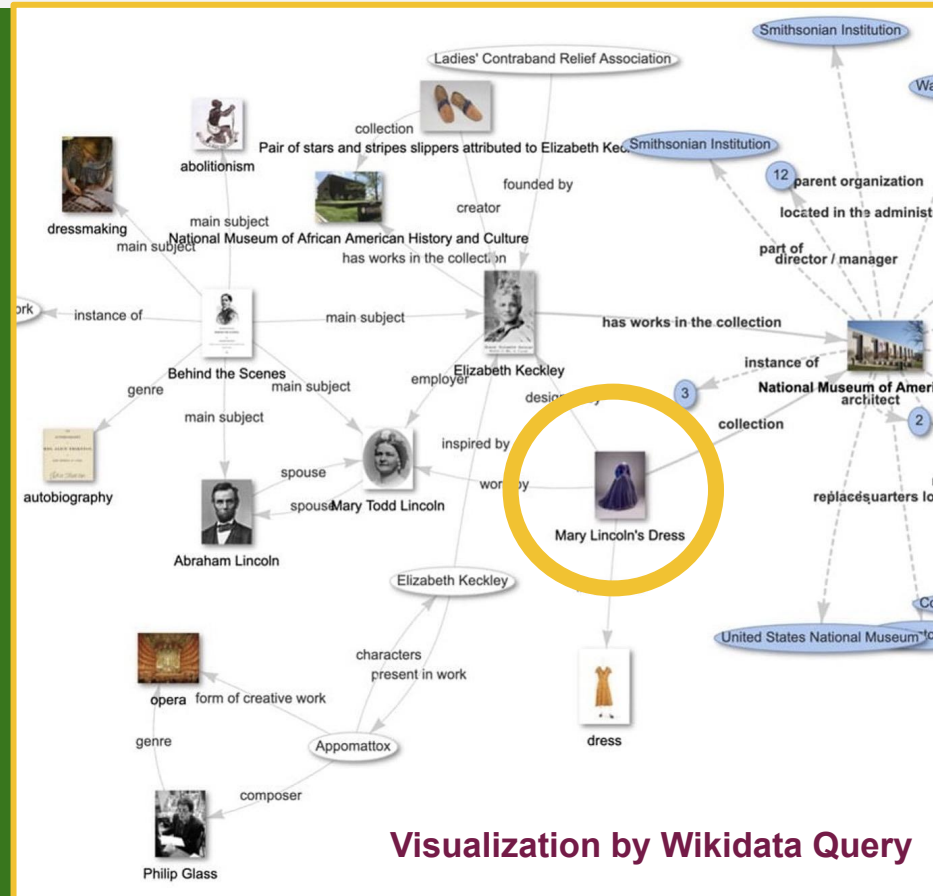 Smithsonian Institution
Ladies' Contraband Relief Association
collection
Pair of stars and stripes slippers attributed to Elizabeth Kec
Smithsonian Institution
abolitionism
12
parent organization
founded by
located in the administ
dressmaking
main subject
creator
main subject
National Museum of African American History and Culture
part of
director / manager
has works in the collection
instance of
main subject
has works in the collection
Behind the Scenes
Elizabeth Keckley
instance of
genre
main subject
employer
3
National Museum of Ameri
architect
main subject
collection
2
inspired by
autobiography
spouse
spouse
Mary Todd Lincoln
Mary Lincoln's Dress
Abraham Lincoln
Elizabeth Keckley
characters
United States National Museum
present in work
opera
form of creative work
dress
genre
Appomattox
composer
Philip Glass
Visualization by Wikidata Query